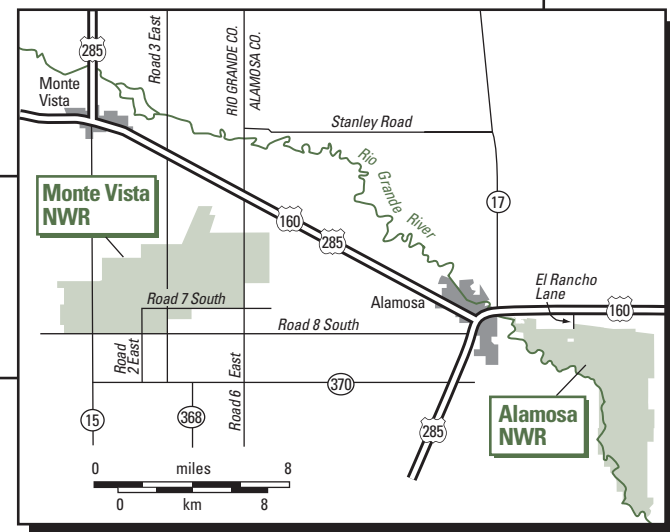 285
Road 3 East
RIO GRANDE CO.
ALAMOSA CO.
Monte
Vista
Stanley Road
Rio
Grande
River
Monte Vista
NWR
17
160
285
El Rancho
Lane
Road 7 South
Alamosa
160
Road 8 South
Road
2 East
Road 6 East
370
15
368
285
Alamosa
NWR
0 miles 8
0 km 8